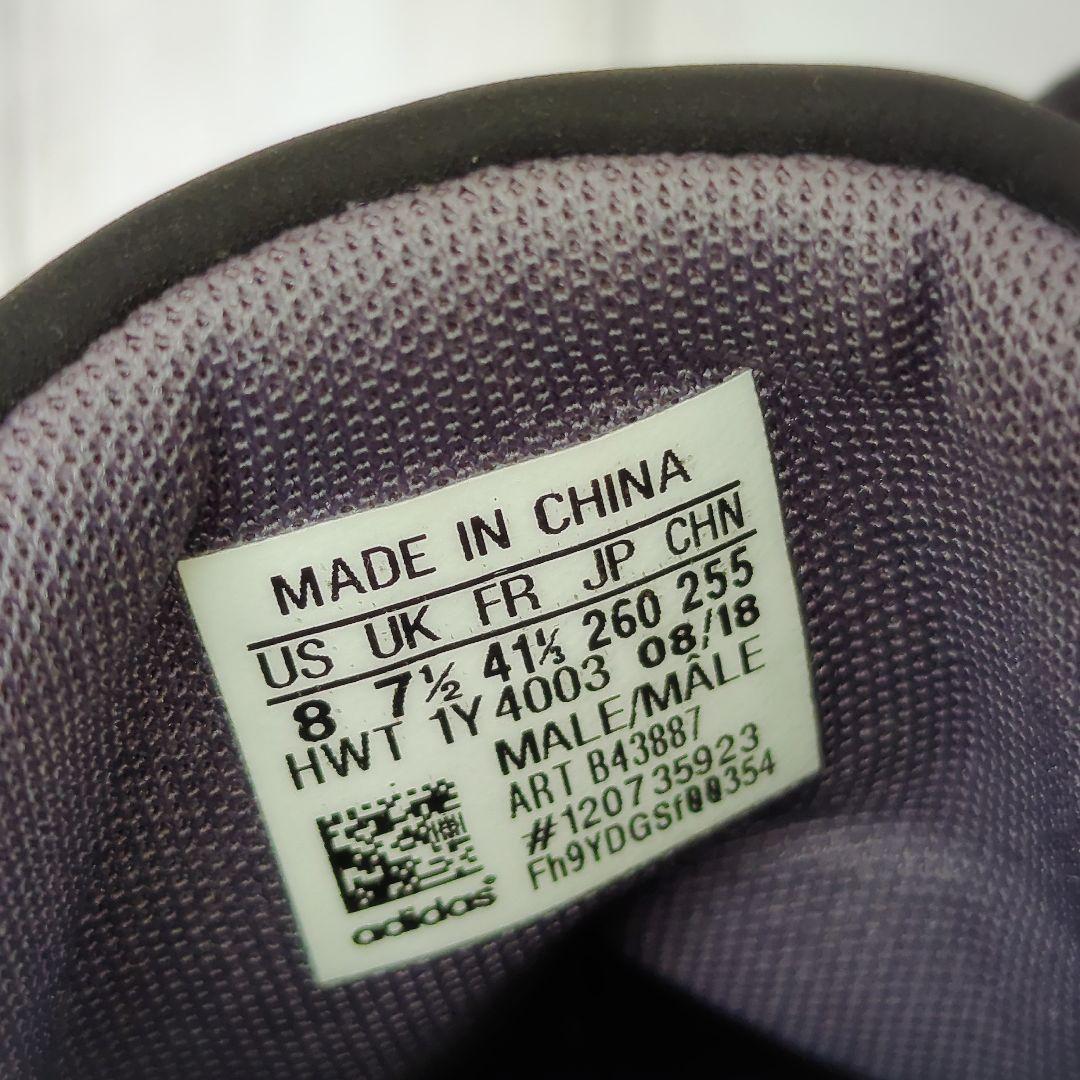 MADE IN CHINA
US UK FR JP CHN
8 7½ 41⅓ 260 255
HWT 1Y4003 08/18
MALE/MÂLE
ART B43887
#120735923
Fh9YDGSf00354
adidas